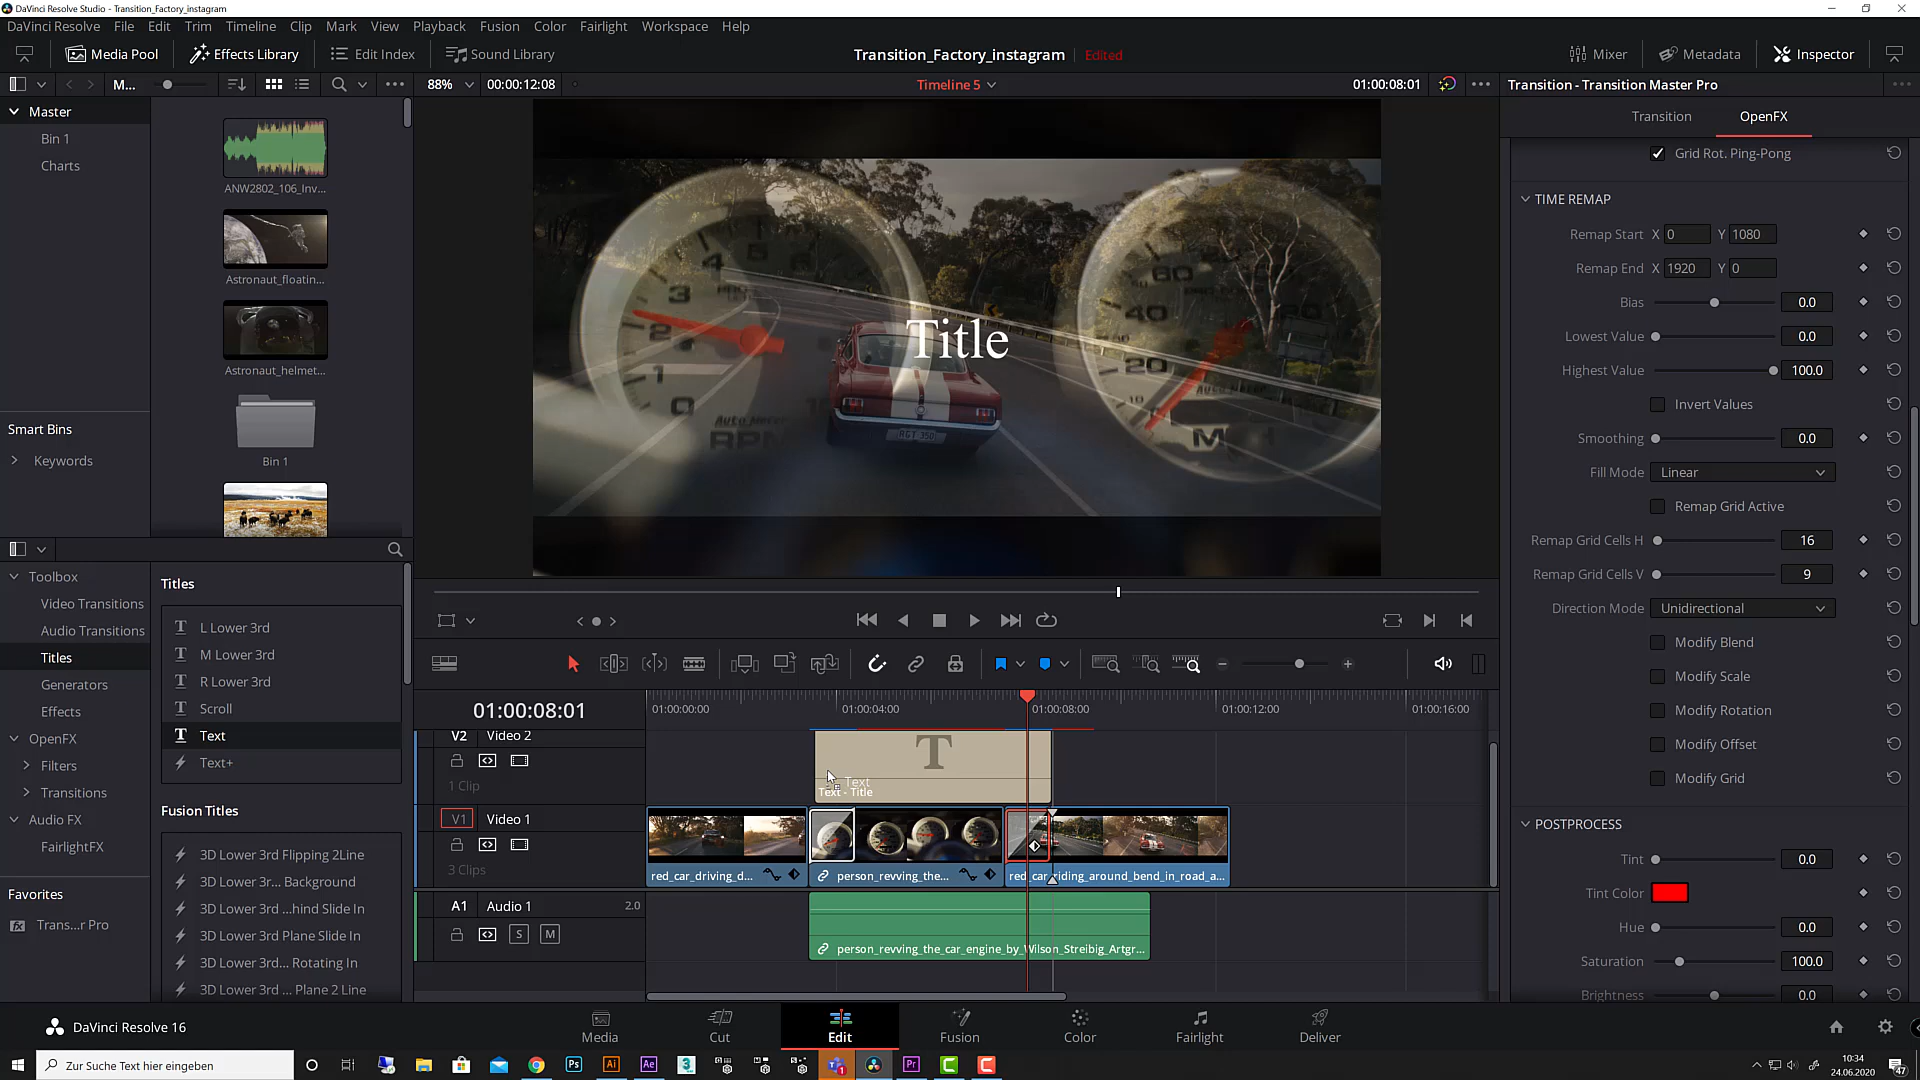 DaVinci Resolve Studio - Transition_Factory_instagram
DaVinci Resolve File Edit Trim Timeline Clip Mark View Playback Fusion Color Fairlight Workspace Help
Media Pool Effects Library Edit Index Sound Library Transition_Factory_instagram Edited Mixer Metadata Inspector
M... 88% 00:00:12:08 Timeline 5 01:00:08:01 Transition - Transition Master Pro
Master
Bin 1
Charts
ANW2802_106_Inv...
Astronaut_floatin...
Astronaut_helmet...
Bin 1
Smart Bins
Keywords
Title
Auto Meter
RPM
RGT 350
Transition OpenFX
Grid Rot. Ping-Pong
TIME REMAP
Remap Start X 0 Y 1080
Remap End X 1920 Y 0
Bias 0.0
Lowest Value 0.0
Highest Value 100.0
Invert Values
Smoothing 0.0
Fill Mode Linear
Remap Grid Active
Remap Grid Cells H 16
Remap Grid Cells V 9
Direction Mode Unidirectional
Modify Blend
Modify Scale
Modify Rotation
Modify Offset
Modify Grid
POSTPROCESS
Tint 0.0
Tint Color
Hue 0.0
Saturation 100.0
Brightness 0.0
Toolbox
Video Transitions
Audio Transitions
Titles
Generators
Effects
OpenFX
Filters
Transitions
Audio FX
FairlightFX
Favorites
Trans...r Pro
Titles
L Lower 3rd
M Lower 3rd
R Lower 3rd
Scroll
Text
Text+
Fusion Titles
3D Lower 3rd Flipping 2Line
3D Lower 3r... Background
3D Lower 3rd ...hind Slide In
3D Lower 3rd Plane Slide In
3D Lower 3rd... Rotating In
3D Lower 3rd ... Plane 2 Line
01:00:08:01 01:00:00:00 01:00:04:00 01:00:08:00 01:00:12:00 01:00:16:00
V2 Video 2
1 Clip
Text
Text - Title
V1 Video 1
3 Clips
red_car_driving_d... person_revving_the... red_car_riding_around_bend_in_road_a...
A1 Audio 1 2.0
S M
person_revving_the_car_engine_by_Wilson_Streibig_Artgr...
DaVinci Resolve 16
Media Cut Edit Fusion Color Fairlight Deliver
Zur Suche Text hier eingeben
Ps Ai Ae 3 Pr
10:34
24.06.2020
47